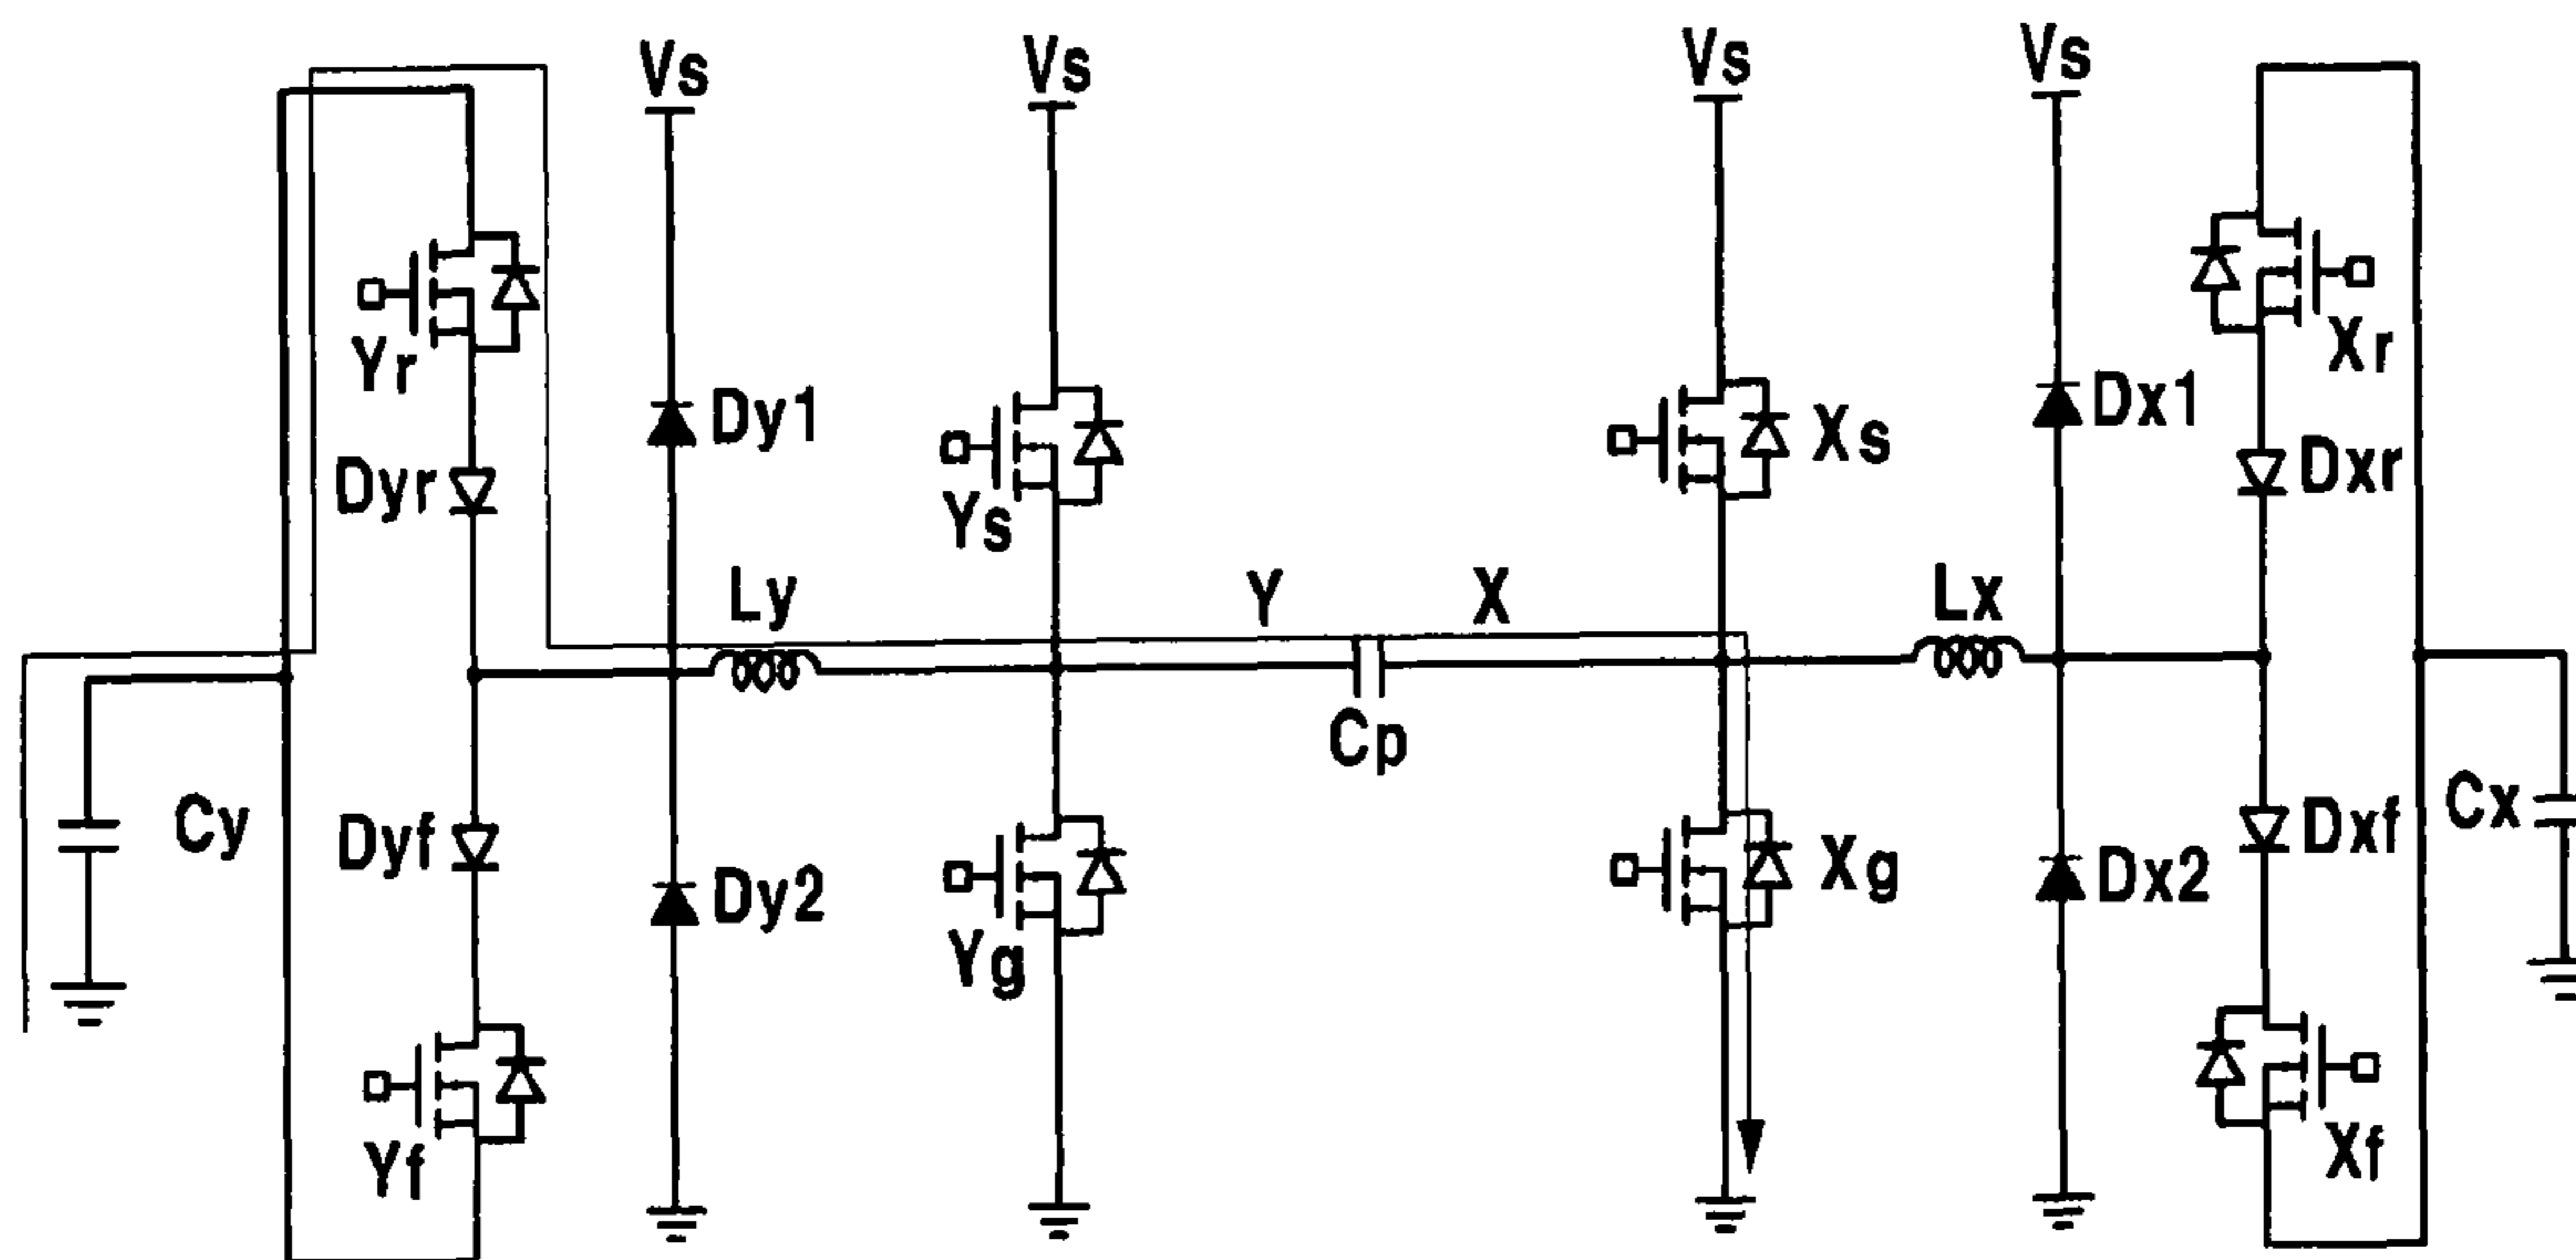 Vs
Vs
Vs
Vs
Yr
Xr
Dy1
Xs
Dx1
Dyr
Ys
Dxr
Ly
Y
X
Lx
Cp
Cy
Dyf
Dy2
Yg
Xg
Dx2
Dxf
Cx
Yf
Xf